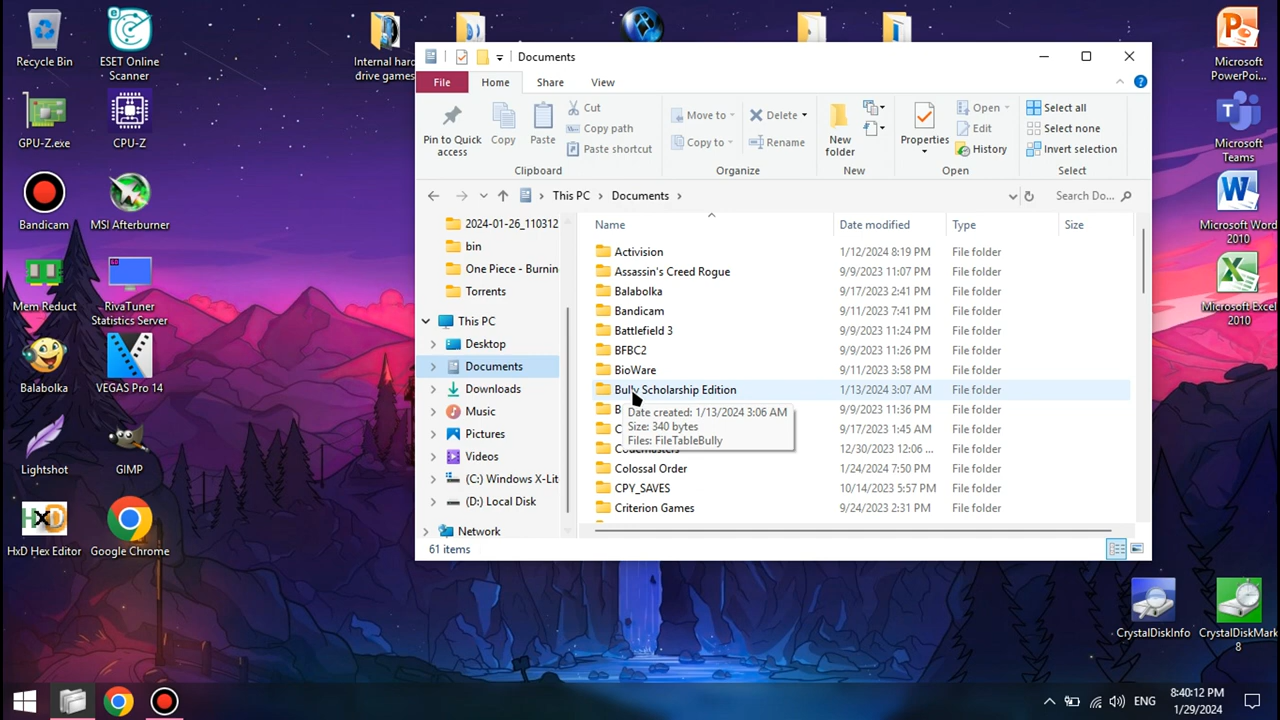 Recycle Bin
ESET Online
Scanner
Internal hard
drive games
Microsoft
PowerPoi...
GPU-Z.exe
CPU-Z
Microsoft
Teams
Bandicam
MSI Afterburner
Microsoft Word
2010
Mem Reduct
RivaTuner
Statistics Server
Microsoft Excel
2010
Balabolka
VEGAS Pro 14
Lightshot
GIMP
HxD Hex Editor
Google Chrome
CrystalDiskInfo
CrystalDiskMark
8
Documents
File
Home
Share
View
Pin to Quick
access
Copy
Paste
Cut
Copy path
Paste shortcut
Clipboard
Move to
Copy to
Delete
Rename
Organize
New
folder
New
Properties
Open
Edit
History
Open
Select all
Select none
Invert selection
Select
This PC
Documents
Search Do...
2024-01-26_110312
bin
One Piece - Burnin
Torrents
This PC
Desktop
Documents
Downloads
Music
Pictures
Videos
(C:) Windows X-Lit
(D:) Local Disk
Network
Name Date modified Type Size
Activision 1/12/2024 8:19 PM File folder
Assassin's Creed Rogue 9/9/2023 11:07 PM File folder
Balabolka 9/17/2023 2:41 PM File folder
Bandicam 9/11/2023 7:41 PM File folder
Battlefield 3 9/9/2023 11:24 PM File folder
BFBC2 9/9/2023 11:26 PM File folder
BioWare 9/11/2023 3:58 PM File folder
Bully Scholarship Edition 1/13/2024 3:07 AM File folder
9/9/2023 11:36 PM File folder
9/17/2023 1:45 AM File folder
Codemasters 12/30/2023 12:06 ... File folder
Colossal Order 1/24/2024 7:50 PM File folder
CPY_SAVES 10/14/2023 5:57 PM File folder
Criterion Games 9/24/2023 2:31 PM File folder
Date created: 1/13/2024 3:06 AM
Size: 340 bytes
Files: FileTableBully
61 items
ENG
8:40:12 PM
1/29/2024